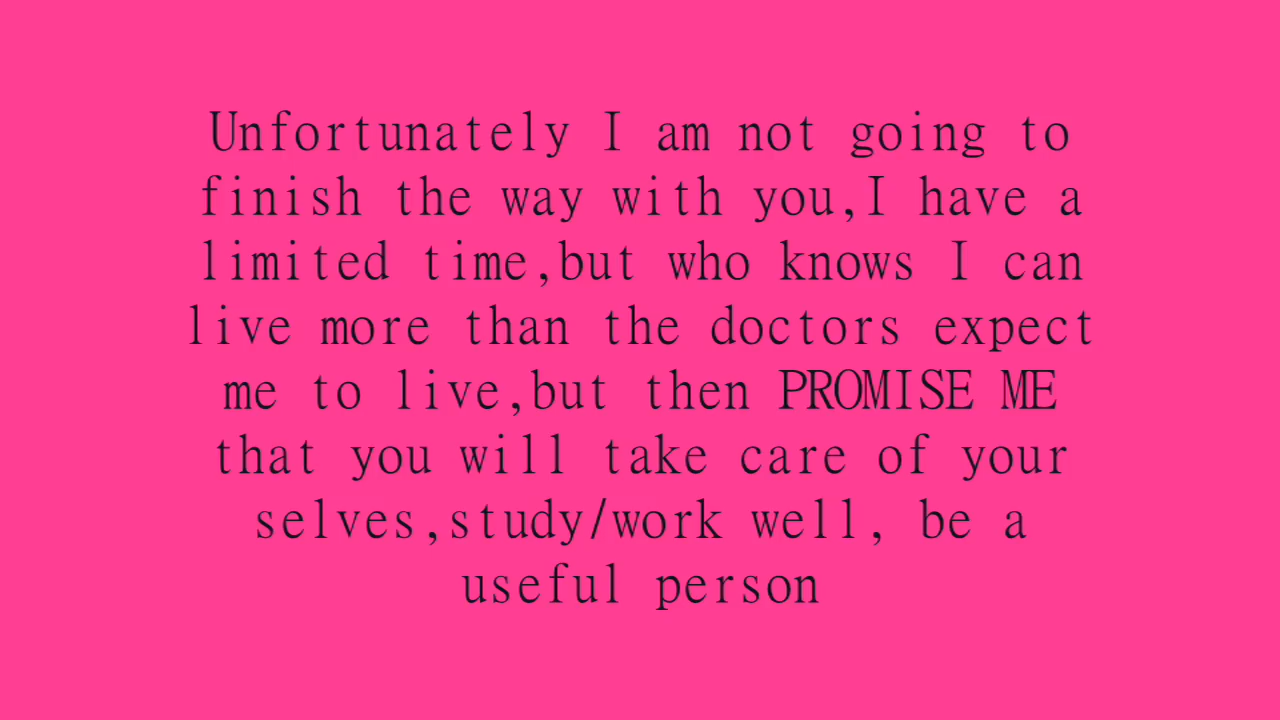 Unfortunately I am not going to
finish the way with you,I have a
limited time,but who knows I can
live more than the doctors expect
me to live,but then PROMISE ME
that you will take care of your
selves,study/work well, be a
useful person